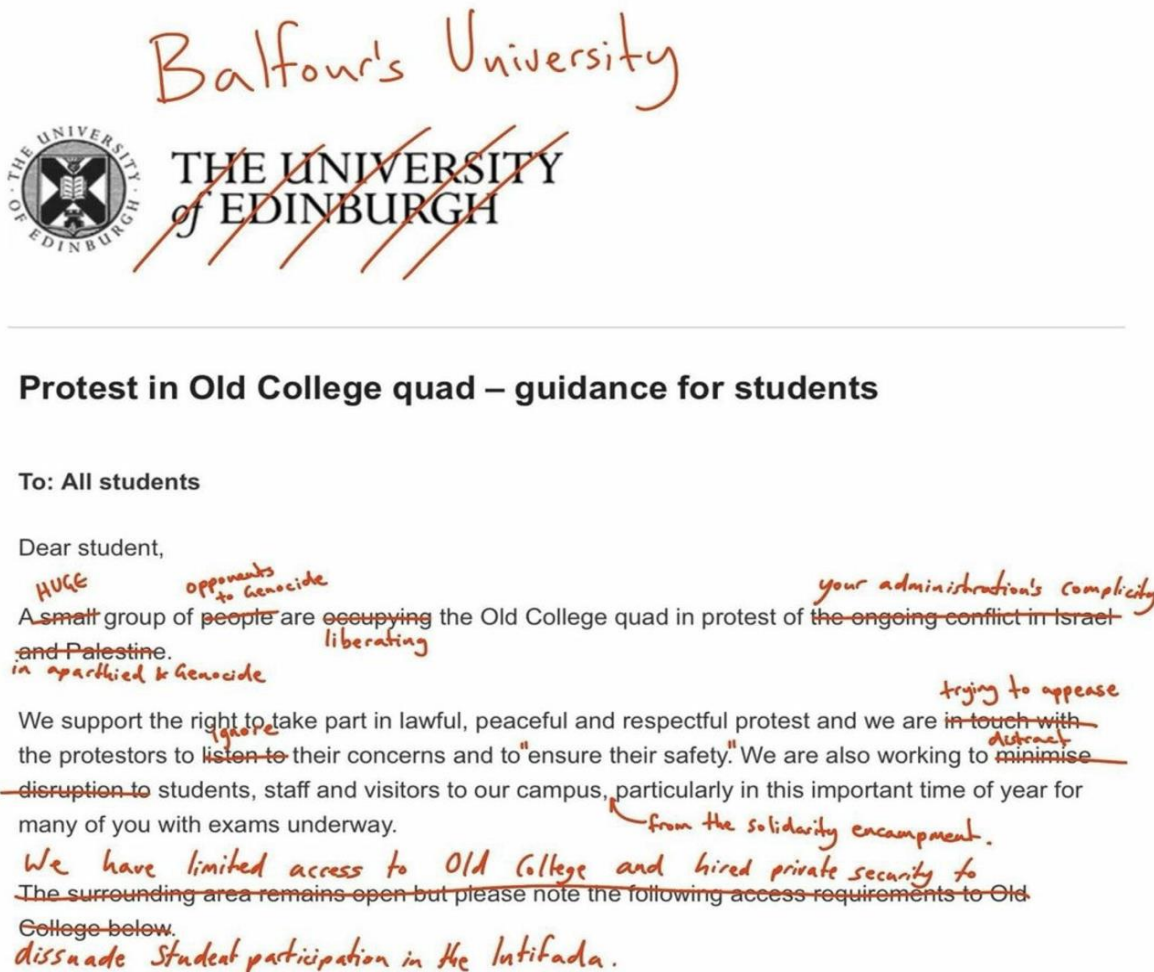 Balfour's University
THE UNIVERSITY OF EDINBURGH
THE UNIVERSITY
of EDINBURGH
Protest in Old College quad – guidance for students
To: All students
Dear student,
HUGE opponents to Genocide your administration's complicity
A small group of people are occupying the Old College quad in protest of the ongoing conflict in Israel
liberating
and Palestine.
in aparthied & Genocide
trying to appease
We support the right to take part in lawful, peaceful and respectful protest and we are in touch with
ignore distract
the protestors to listen to their concerns and to "ensure their safety." We are also working to minimise
disruption to students, staff and visitors to our campus, particularly in this important time of year for
many of you with exams underway.
from the solidarity encampment.
We have limited access to Old College and hired private security to
The surrounding area remains open but please note the following access requirements to Old
College below.
dissuade Student participation in the Intifada.